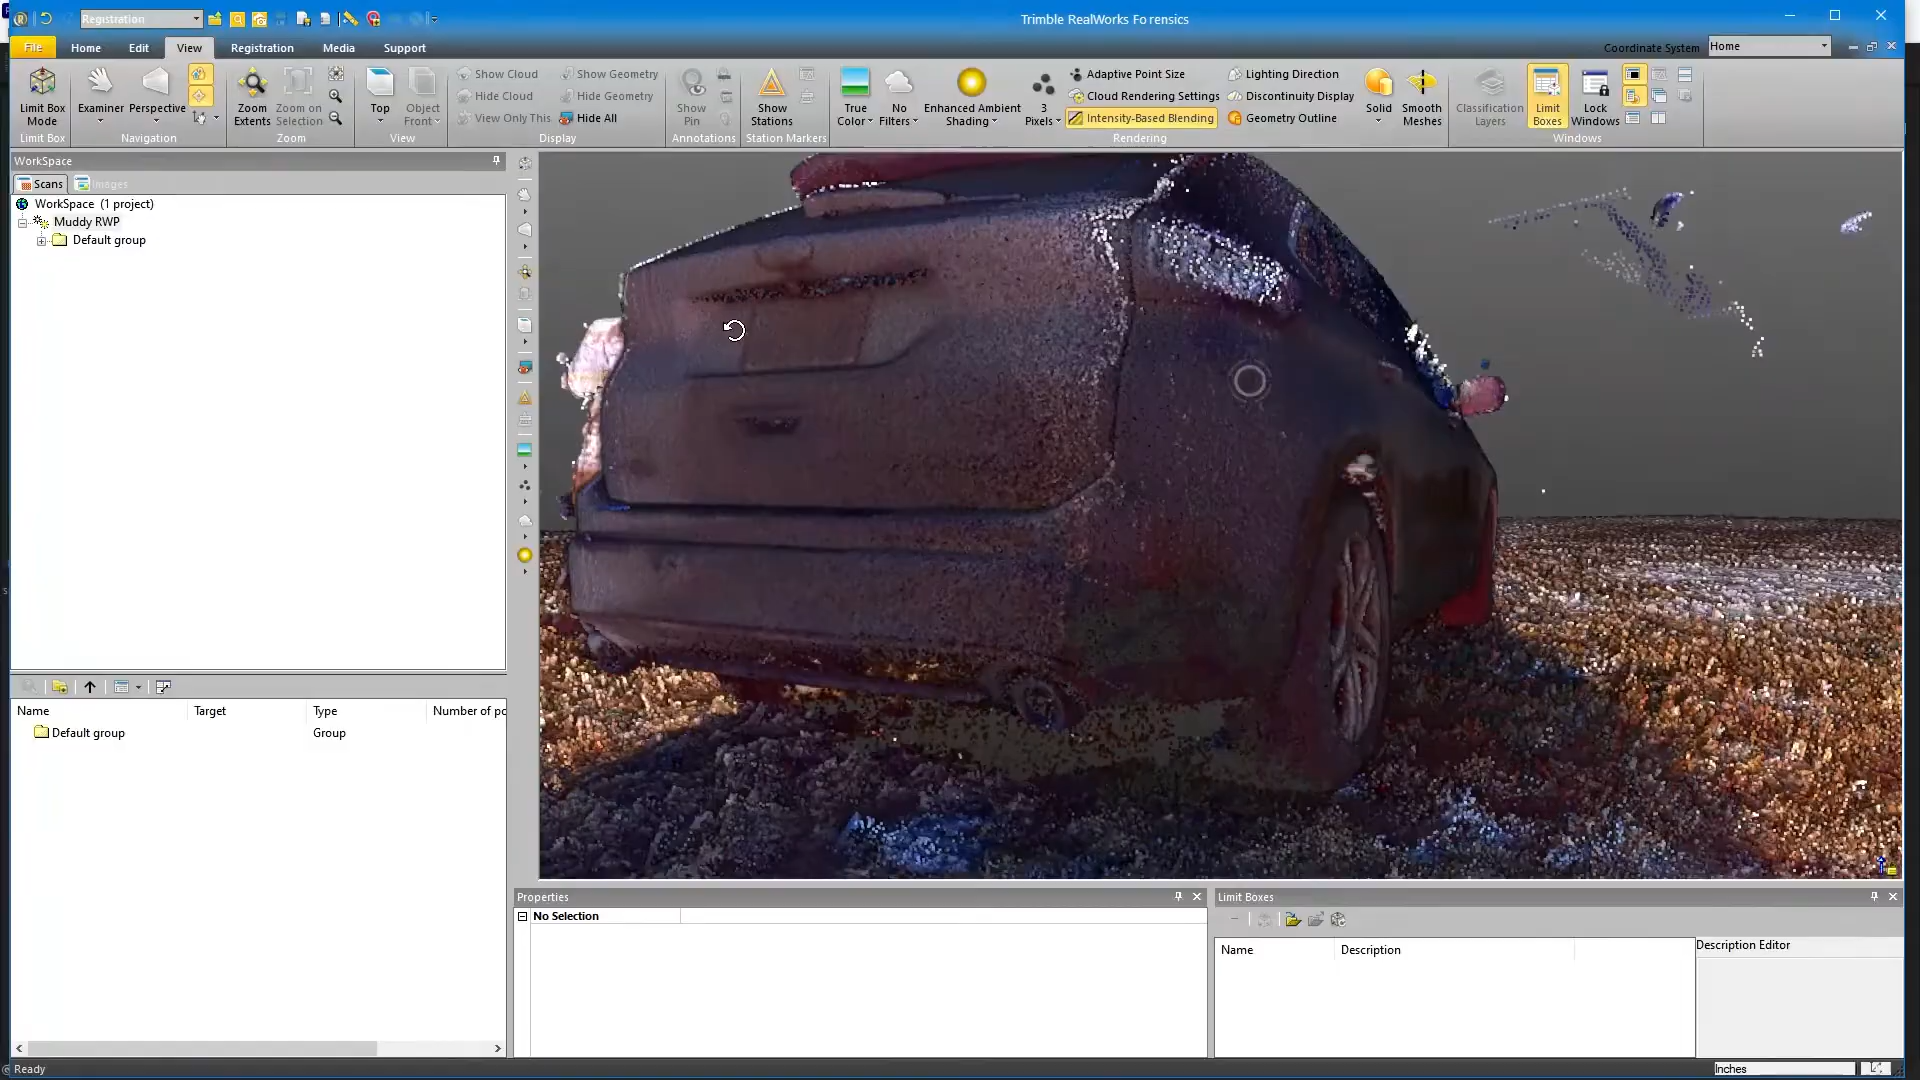 Registration
Trimble RealWorks Forensics
File Home Edit View Registration Media Support
Coordinate System Home
Limit Box Mode
Examiner
Perspective
Zoom Extents
Zoom on Selection
Top
Object Front
Show Cloud
Hide Cloud
View Only This
Show Geometry
Hide Geometry
Hide All
Show Pin
Show Stations
True Color
No Filters
Enhanced Ambient Shading
3 Pixels
Adaptive Point Size
Cloud Rendering Settings
Intensity-Based Blending
Lighting Direction
Discontinuity Display
Geometry Outline
Solid
Smooth Meshes
Classification Layers
Limit Boxes
Lock Windows
Limit Box Navigation Zoom View Display Annotations Station Markers Rendering Windows
WorkSpace
Scans Images
WorkSpace (1 project)
Muddy RWP
Default group
Name Target Type Number of po
Default group Group
Properties
No Selection
Limit Boxes
Name Description
Description Editor
Ready
Inches